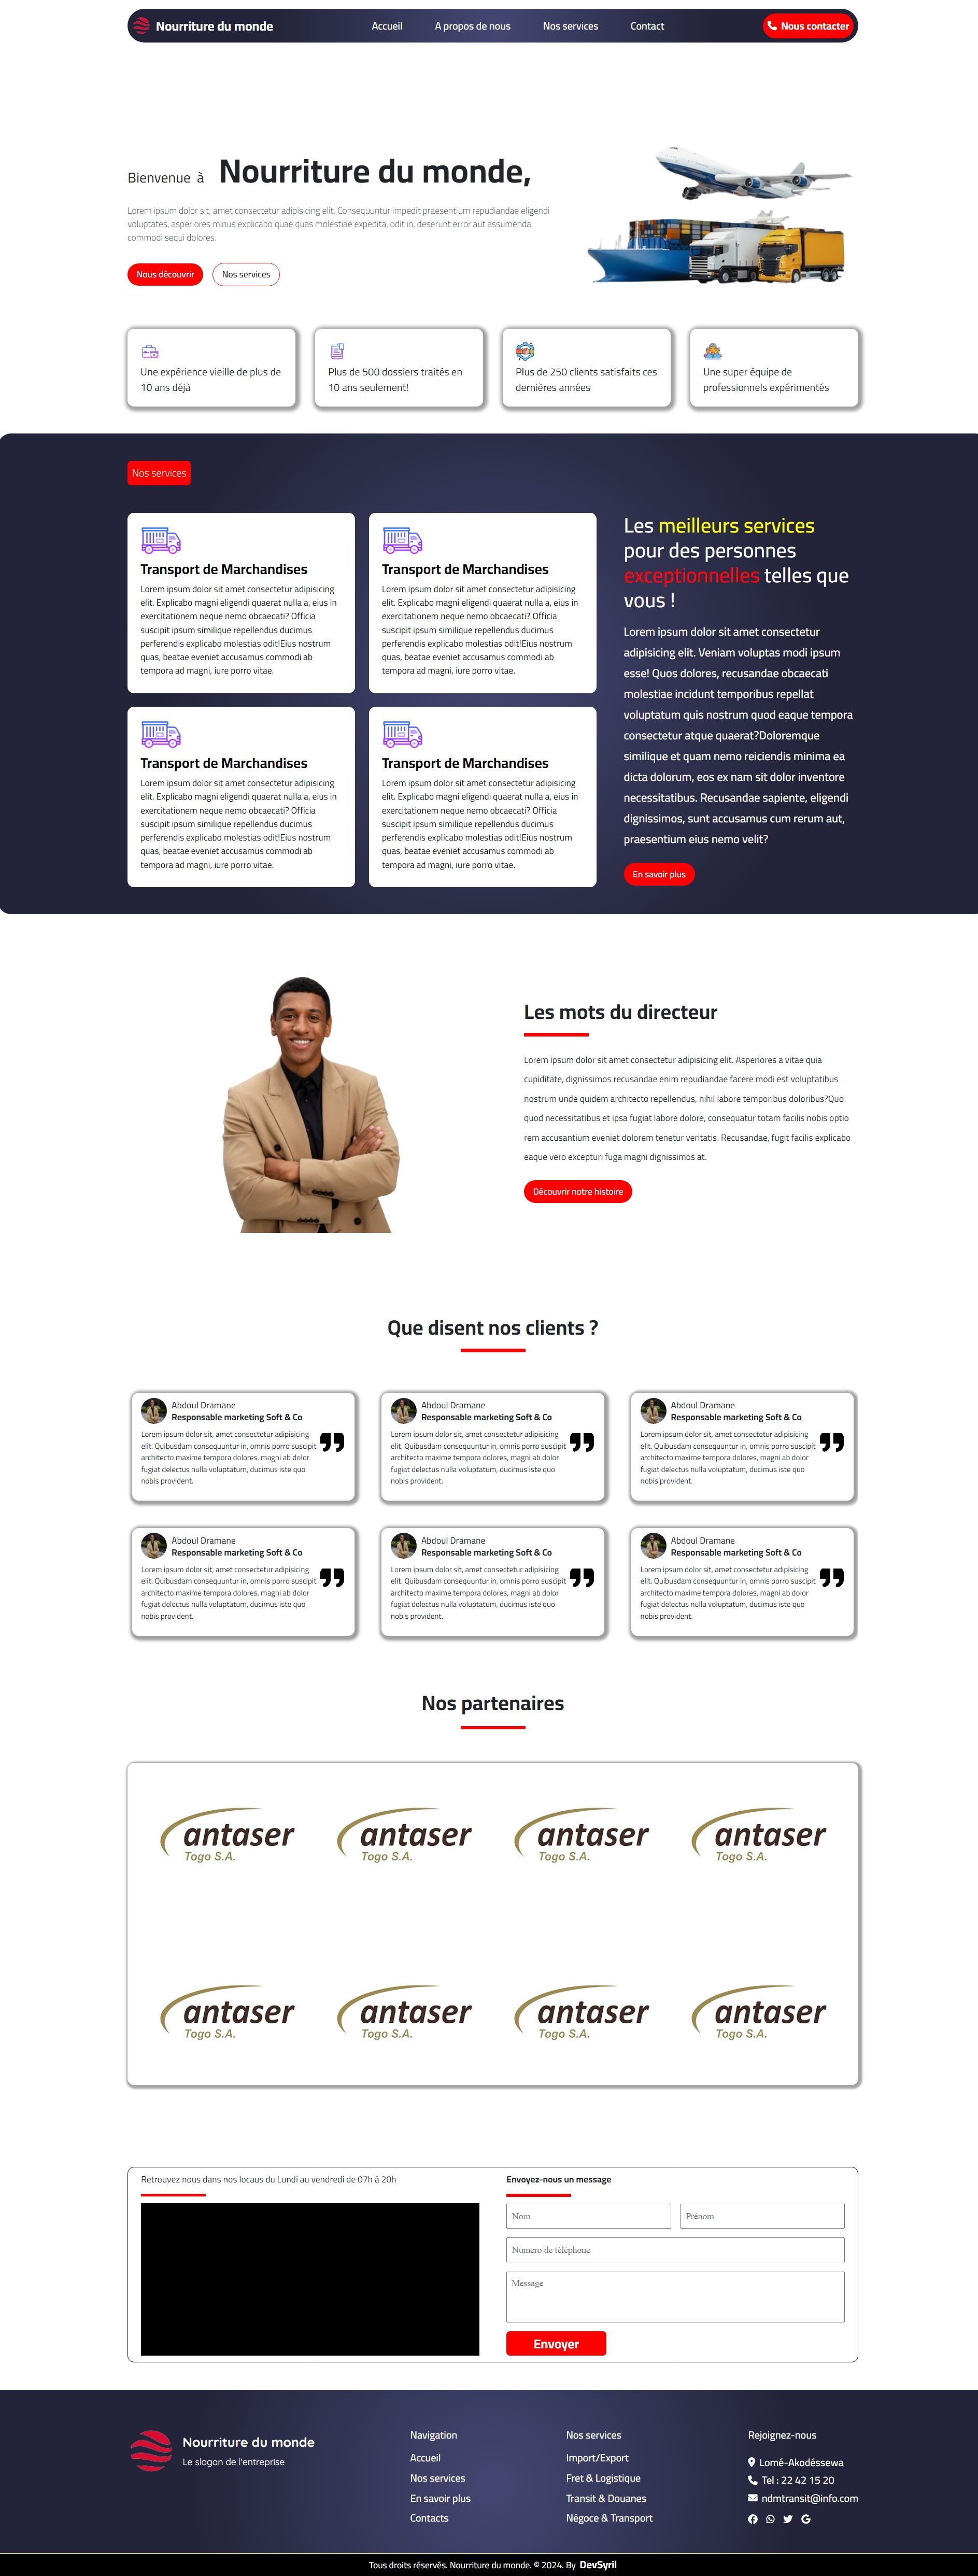 Nourriture du monde
Accueil
A propos de nous
Nos services
Contact
Nous contacter
Bienvenue à Nourriture du monde,
Lorem ipsum dolor sit, amet consectetur adipisicing elit. Consequuntur impedit praesentium repudiandae eligendi
voluptates, asperiores minus explicabo quae quas molestiae expedita, odit in, deserunt error aut assumenda
commodi sequi dolores.
Nous découvrir
Nos services
Une expérience vieille de plus de
10 ans déjà
Plus de 500 dossiers traités en
10 ans seulement!
Plus de 250 clients satisfaits ces
dernières années
Une super équipe de
professionnels expérimentés
Nos services
Transport de Marchandises
Lorem ipsum dolor sit amet consectetur adipisicing
elit. Explicabo magni eligendi quaerat nulla a, eius in
exercitationem neque nemo obcaecati? Officia
suscipit ipsum similique repellendus ducimus
perferendis explicabo molestias odit!Eius nostrum
quas, beatae eveniet accusamus commodi ab
tempora ad magni, iure porro vitae.
Transport de Marchandises
Lorem ipsum dolor sit amet consectetur adipisicing
elit. Explicabo magni eligendi quaerat nulla a, eius in
exercitationem neque nemo obcaecati? Officia
suscipit ipsum similique repellendus ducimus
perferendis explicabo molestias odit!Eius nostrum
quas, beatae eveniet accusamus commodi ab
tempora ad magni, iure porro vitae.
Transport de Marchandises
Lorem ipsum dolor sit amet consectetur adipisicing
elit. Explicabo magni eligendi quaerat nulla a, eius in
exercitationem neque nemo obcaecati? Officia
suscipit ipsum similique repellendus ducimus
perferendis explicabo molestias odit!Eius nostrum
quas, beatae eveniet accusamus commodi ab
tempora ad magni, iure porro vitae.
Transport de Marchandises
Lorem ipsum dolor sit amet consectetur adipisicing
elit. Explicabo magni eligendi quaerat nulla a, eius in
exercitationem neque nemo obcaecati? Officia
suscipit ipsum similique repellendus ducimus
perferendis explicabo molestias odit!Eius nostrum
quas, beatae eveniet accusamus commodi ab
tempora ad magni, iure porro vitae.
Les meilleurs services
pour des personnes
exceptionnelles telles que
vous !
Lorem ipsum dolor sit amet consectetur
adipisicing elit. Veniam voluptas modi ipsum
esse! Quos dolores, recusandae obcaecati
molestiae incidunt temporibus repellat
voluptatum quis nostrum quod eaque tempora
consectetur atque quaerat?Doloremque
similique et quam nemo reiciendis minima ea
dicta dolorum, eos ex nam sit dolor inventore
necessitatibus. Recusandae sapiente, eligendi
dignissimos, sunt accusamus cum rerum aut,
praesentium eius nemo velit?
En savoir plus
Les mots du directeur
Lorem ipsum dolor sit amet consectetur adipisicing elit. Asperiores a vitae quia
cupiditate, dignissimos recusandae enim repudiandae facere modi est voluptatibus
nostrum unde quidem architecto repellendus, nihil labore temporibus doloribus?Quo
quod necessitatibus et ipsa fugiat labore dolore, consequatur totam facilis nobis optio
rem accusantium eveniet dolorem tenetur veritatis. Recusandae, fugit facilis explicabo
eaque vero excepturi fuga magni dignissimos at.
Découvrir notre histoire
Que disent nos clients ?
Abdoul Dramane
Responsable marketing Soft & Co
Lorem ipsum dolor sit, amet consectetur adipisicing
elit. Quibusdam consequuntur in, omnis porro suscipit
architecto maxime tempora dolores, magni ab dolor
fugiat delectus nulla voluptatum, ducimus iste quo
nobis provident.
Abdoul Dramane
Responsable marketing Soft & Co
Lorem ipsum dolor sit, amet consectetur adipisicing
elit. Quibusdam consequuntur in, omnis porro suscipit
architecto maxime tempora dolores, magni ab dolor
fugiat delectus nulla voluptatum, ducimus iste quo
nobis provident.
Abdoul Dramane
Responsable marketing Soft & Co
Lorem ipsum dolor sit, amet consectetur adipisicing
elit. Quibusdam consequuntur in, omnis porro suscipit
architecto maxime tempora dolores, magni ab dolor
fugiat delectus nulla voluptatum, ducimus iste quo
nobis provident.
Abdoul Dramane
Responsable marketing Soft & Co
Lorem ipsum dolor sit, amet consectetur adipisicing
elit. Quibusdam consequuntur in, omnis porro suscipit
architecto maxime tempora dolores, magni ab dolor
fugiat delectus nulla voluptatum, ducimus iste quo
nobis provident.
Abdoul Dramane
Responsable marketing Soft & Co
Lorem ipsum dolor sit, amet consectetur adipisicing
elit. Quibusdam consequuntur in, omnis porro suscipit
architecto maxime tempora dolores, magni ab dolor
fugiat delectus nulla voluptatum, ducimus iste quo
nobis provident.
Abdoul Dramane
Responsable marketing Soft & Co
Lorem ipsum dolor sit, amet consectetur adipisicing
elit. Quibusdam consequuntur in, omnis porro suscipit
architecto maxime tempora dolores, magni ab dolor
fugiat delectus nulla voluptatum, ducimus iste quo
nobis provident.
Nos partenaires
antaser
Togo S.A.
antaser
Togo S.A.
antaser
Togo S.A.
antaser
Togo S.A.
antaser
Togo S.A.
antaser
Togo S.A.
antaser
Togo S.A.
antaser
Togo S.A.
Retrouvez nous dans nos locaus du Lundi au vendredi de 07h à 20h
Envoyez-nous un message
Nom
Prénom
Numero de téléphone
Message
Envoyer
Nourriture du monde
Le slogan de l'entreprise
Navigation
Accueil
Nos services
En savoir plus
Contacts
Nos services
Import/Export
Fret & Logistique
Transit & Douanes
Négoce & Transport
Rejoignez-nous
Lomé-Akodéssewa
Tel : 22 42 15 20
ndmtransit@info.com
Tous droits réservés. Nourriture du monde. © 2024. By DevSyril